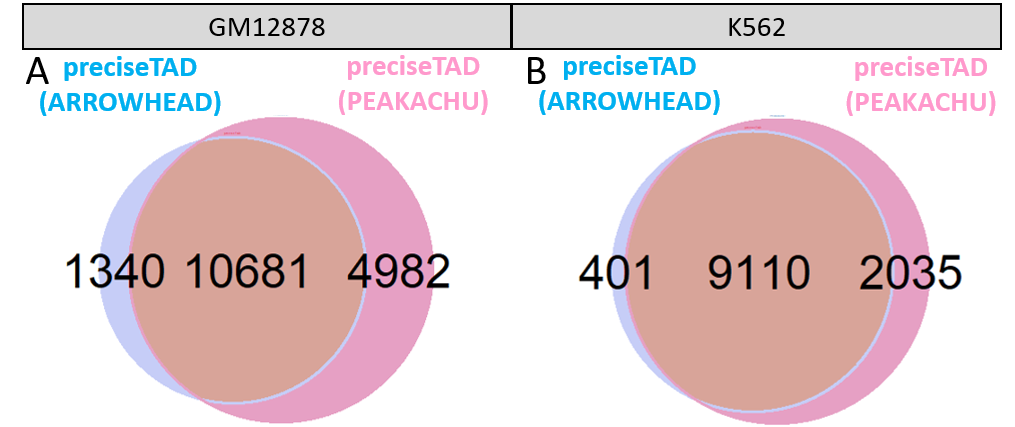 GM12878
K562
A
preciseTAD
(ARROWHEAD)
preciseTAD
(PEAKACHU)
B
preciseTAD
(ARROWHEAD)
preciseTAD
(PEAKACHU)
1340 10681 4982
401 9110 2035